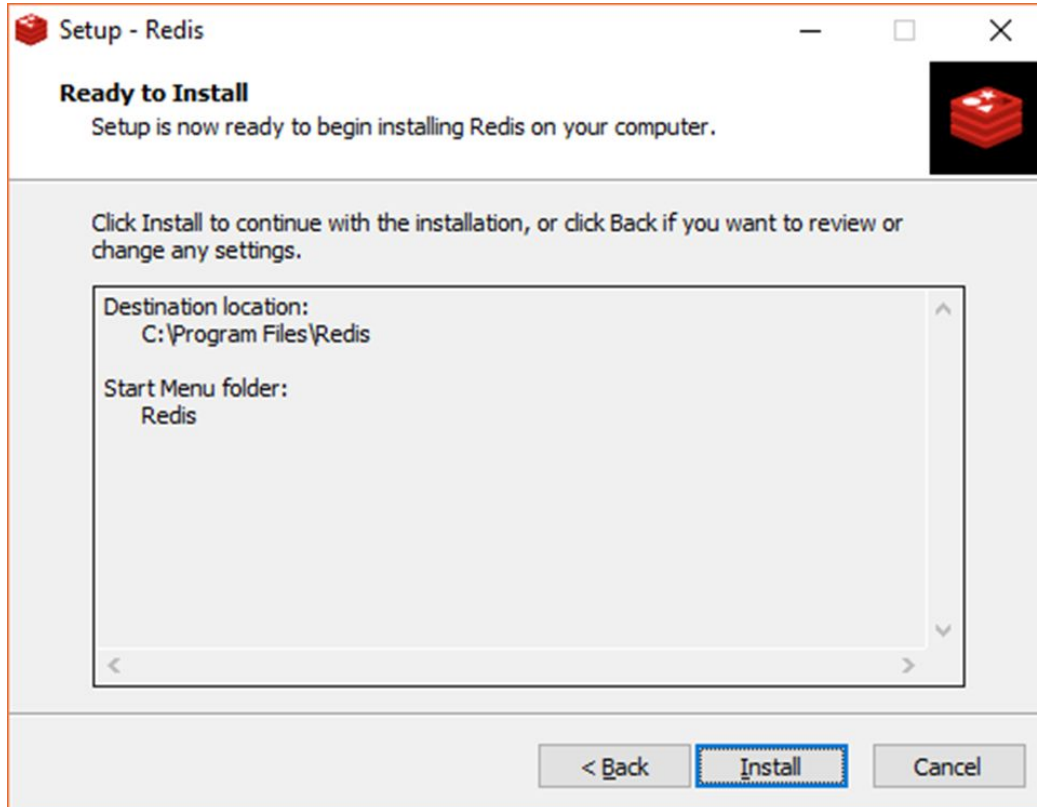 Setup - Redis
Ready to Install
Setup is now ready to begin installing Redis on your computer.
Click Install to continue with the installation, or click Back if you want to review or
change any settings.
Destination location:
C:\Program Files\Redis
Start Menu folder:
Redis
< Back
Install
Cancel